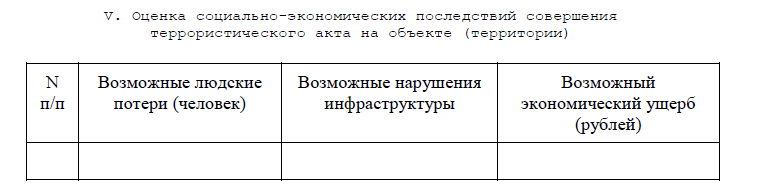 V. Оценка социально-экономических последствий совершения
террористического акта на объекте (территории)
N п/п
Возможные людские потери (человек)
Возможные нарушения инфраструктуры
Возможный экономический ущерб (рублей)